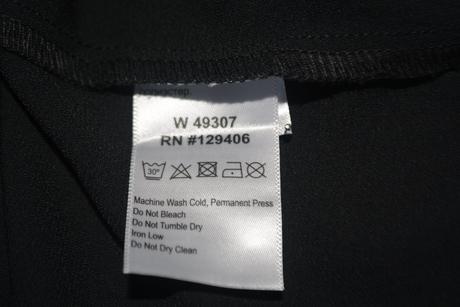 полиэстер
W 49307
RN #129406
30°
Machine Wash Cold, Permanent Press
Do Not Bleach
Do Not Tumble Dry
Iron Low
Do Not Dry Clean